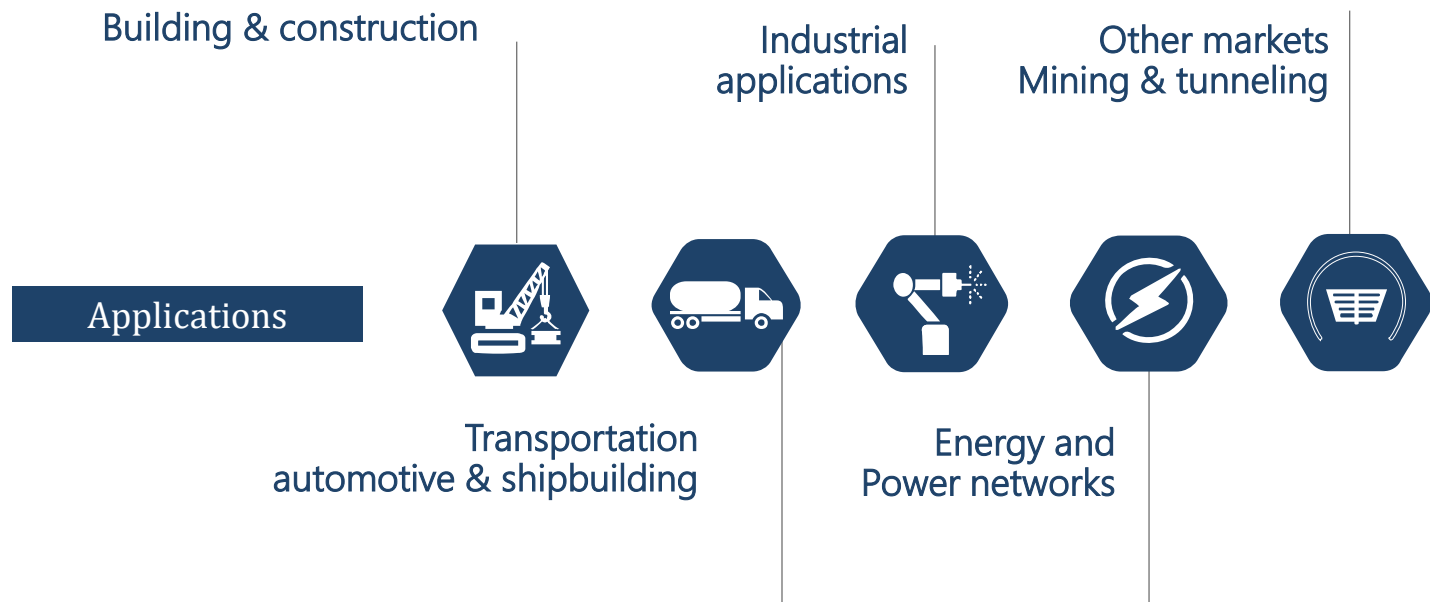 Building & construction
Industrial
applications
Other markets
Mining & tunneling
Applications
Transportation
automotive & shipbuilding
Energy and
Power networks